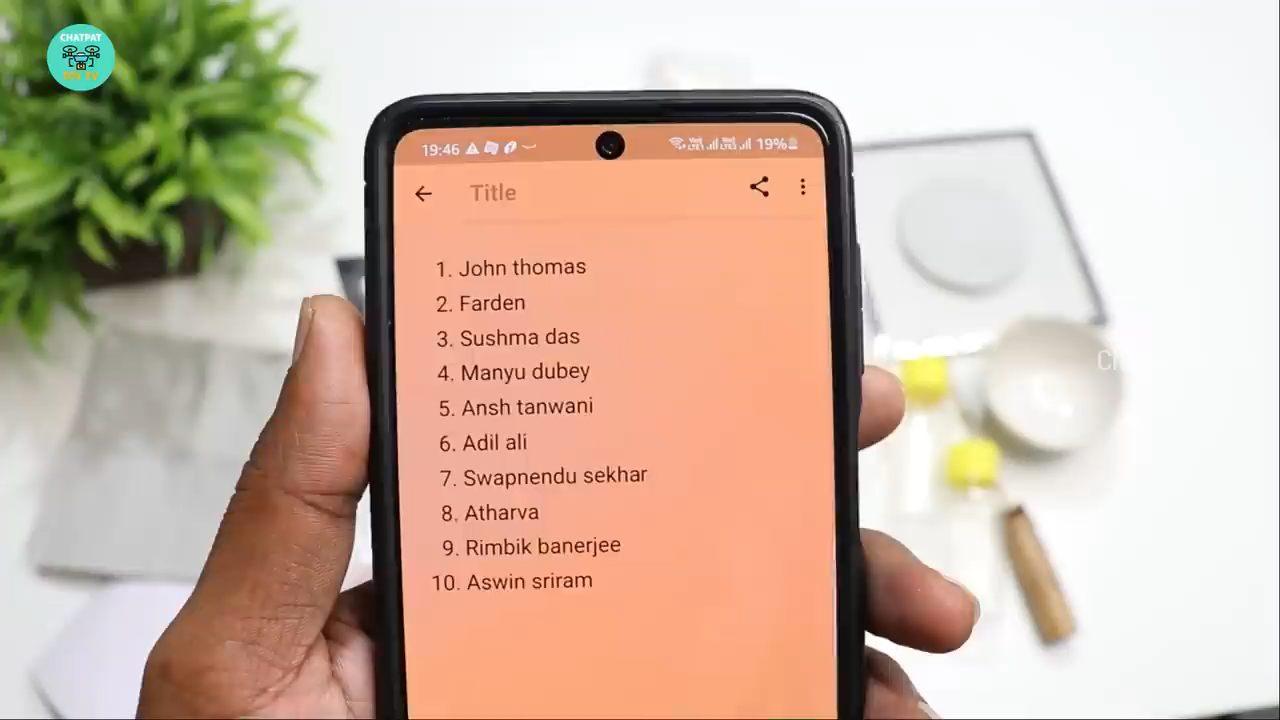 CHATPAT
TOY TV
19:46
19%
Title
1. John thomas
2. Farden
3. Sushma das
4. Manyu dubey
5. Ansh tanwani
6. Adil ali
7. Swapnendu sekhar
8. Atharva
9. Rimbik banerjee
10. Aswin sriram